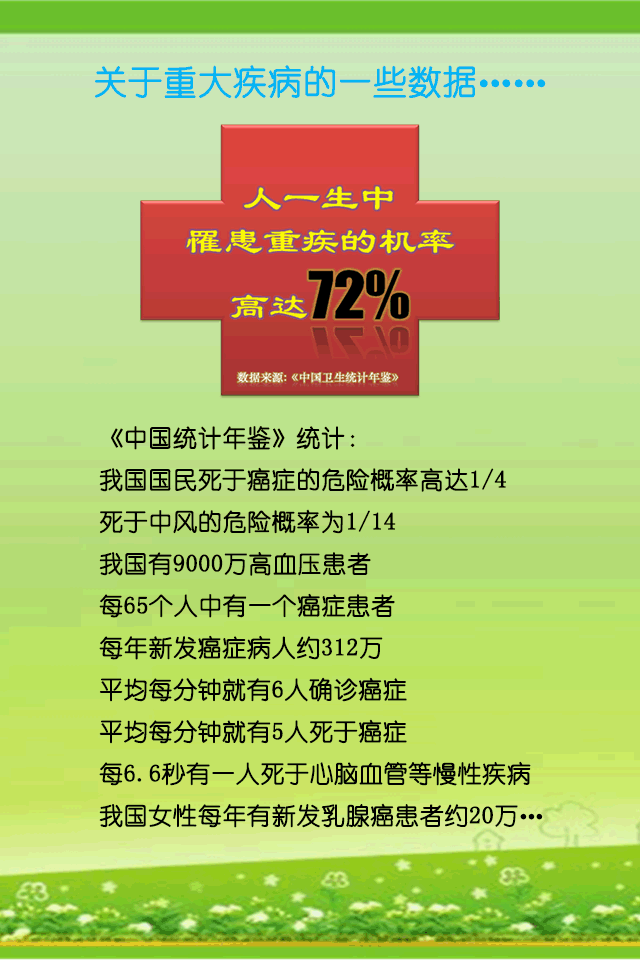 关于重大疾病的一些数据……
人一生中
罹患重疾的机率
高达72%
数据来源:《中国卫生统计年鉴》
《中国统计年鉴》统计:
我国国民死于癌症的危险概率高达1/4
死于中风的危险概率为1/14
我国有9000万高血压患者
每65个人中有一个癌症患者
每年新发癌症病人约312万
平均每分钟就有6人确诊癌症
平均每分钟就有5人死于癌症
每6.6秒有一人死于心脑血管等慢性疾病
我国女性每年有新发乳腺癌患者约20万…